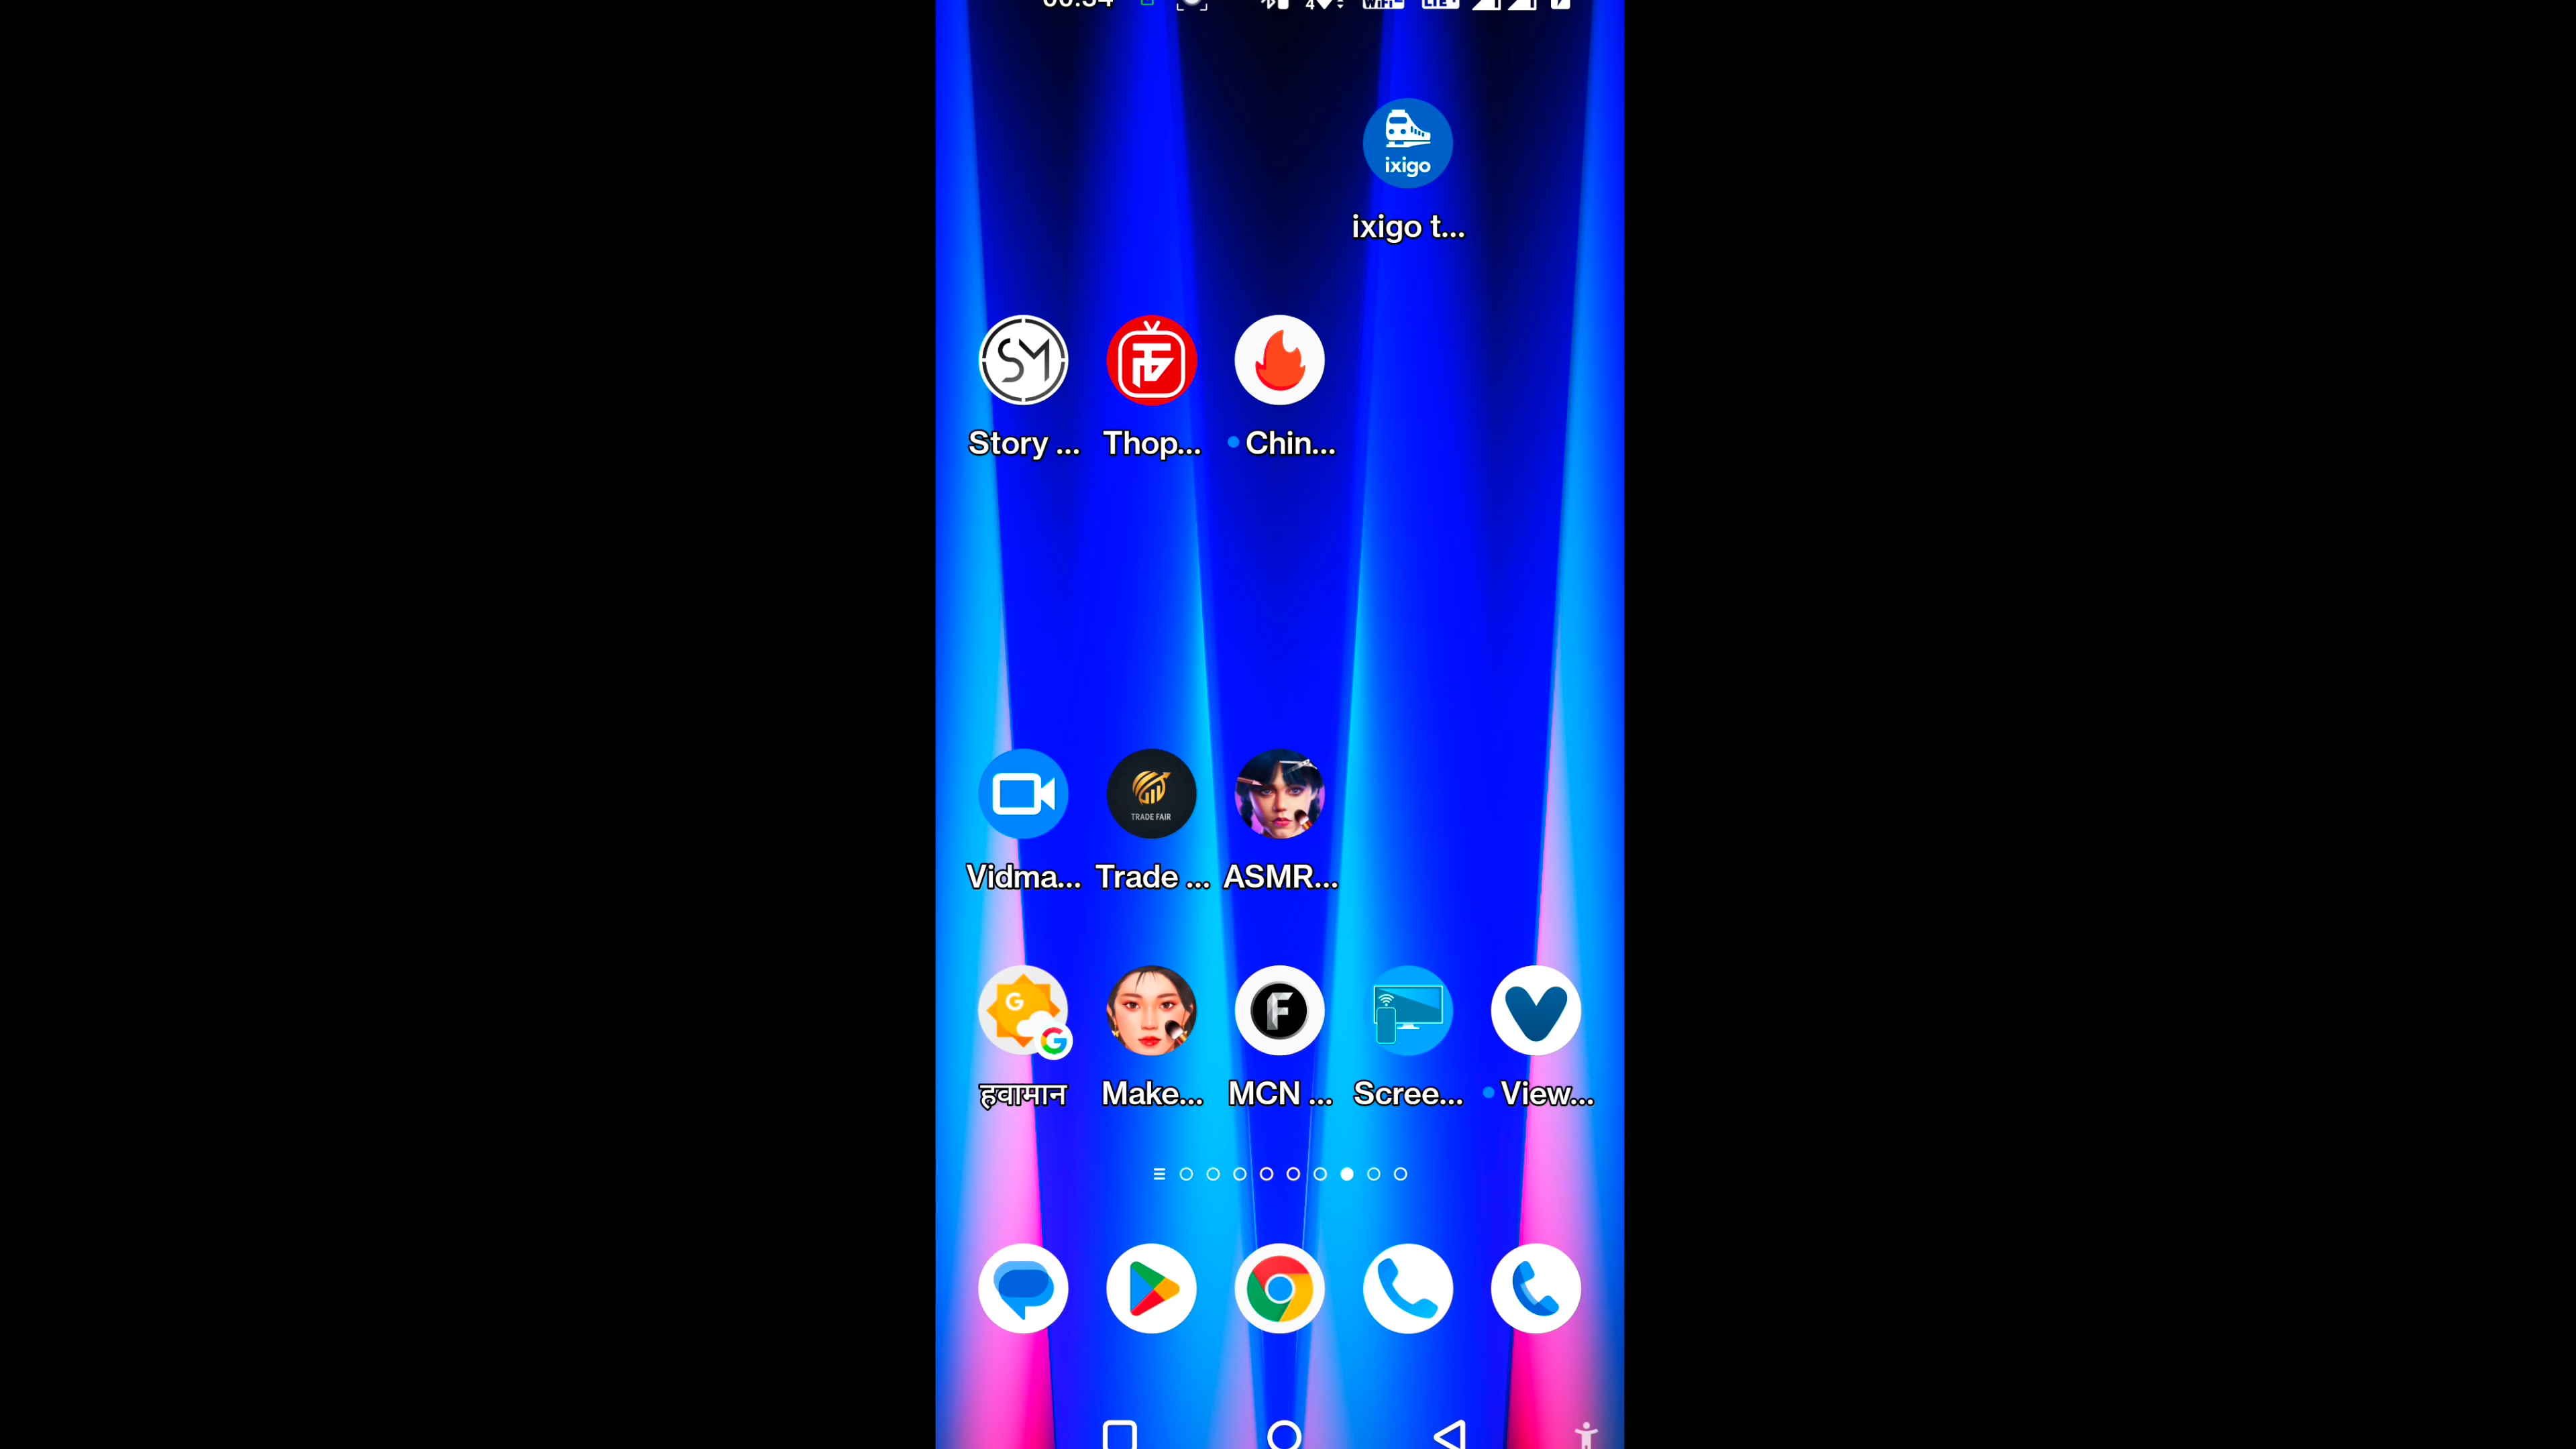 ixigo
ixigo t...
Story ... Thop... Chin...
TRADE FAIR
Vidma... Trade ... ASMR...
हवामान Make... MCN ... Scree... View...